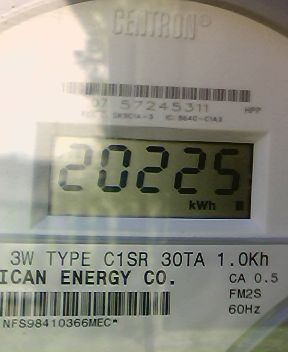 CENTRON®
07 57245311
HPP
20225
kWh
3W TYPE C1SR 30TA 1.0Kh
ICAN ENERGY CO.
CA 0.5
FM2S
60Hz
NFS98410366MEC*